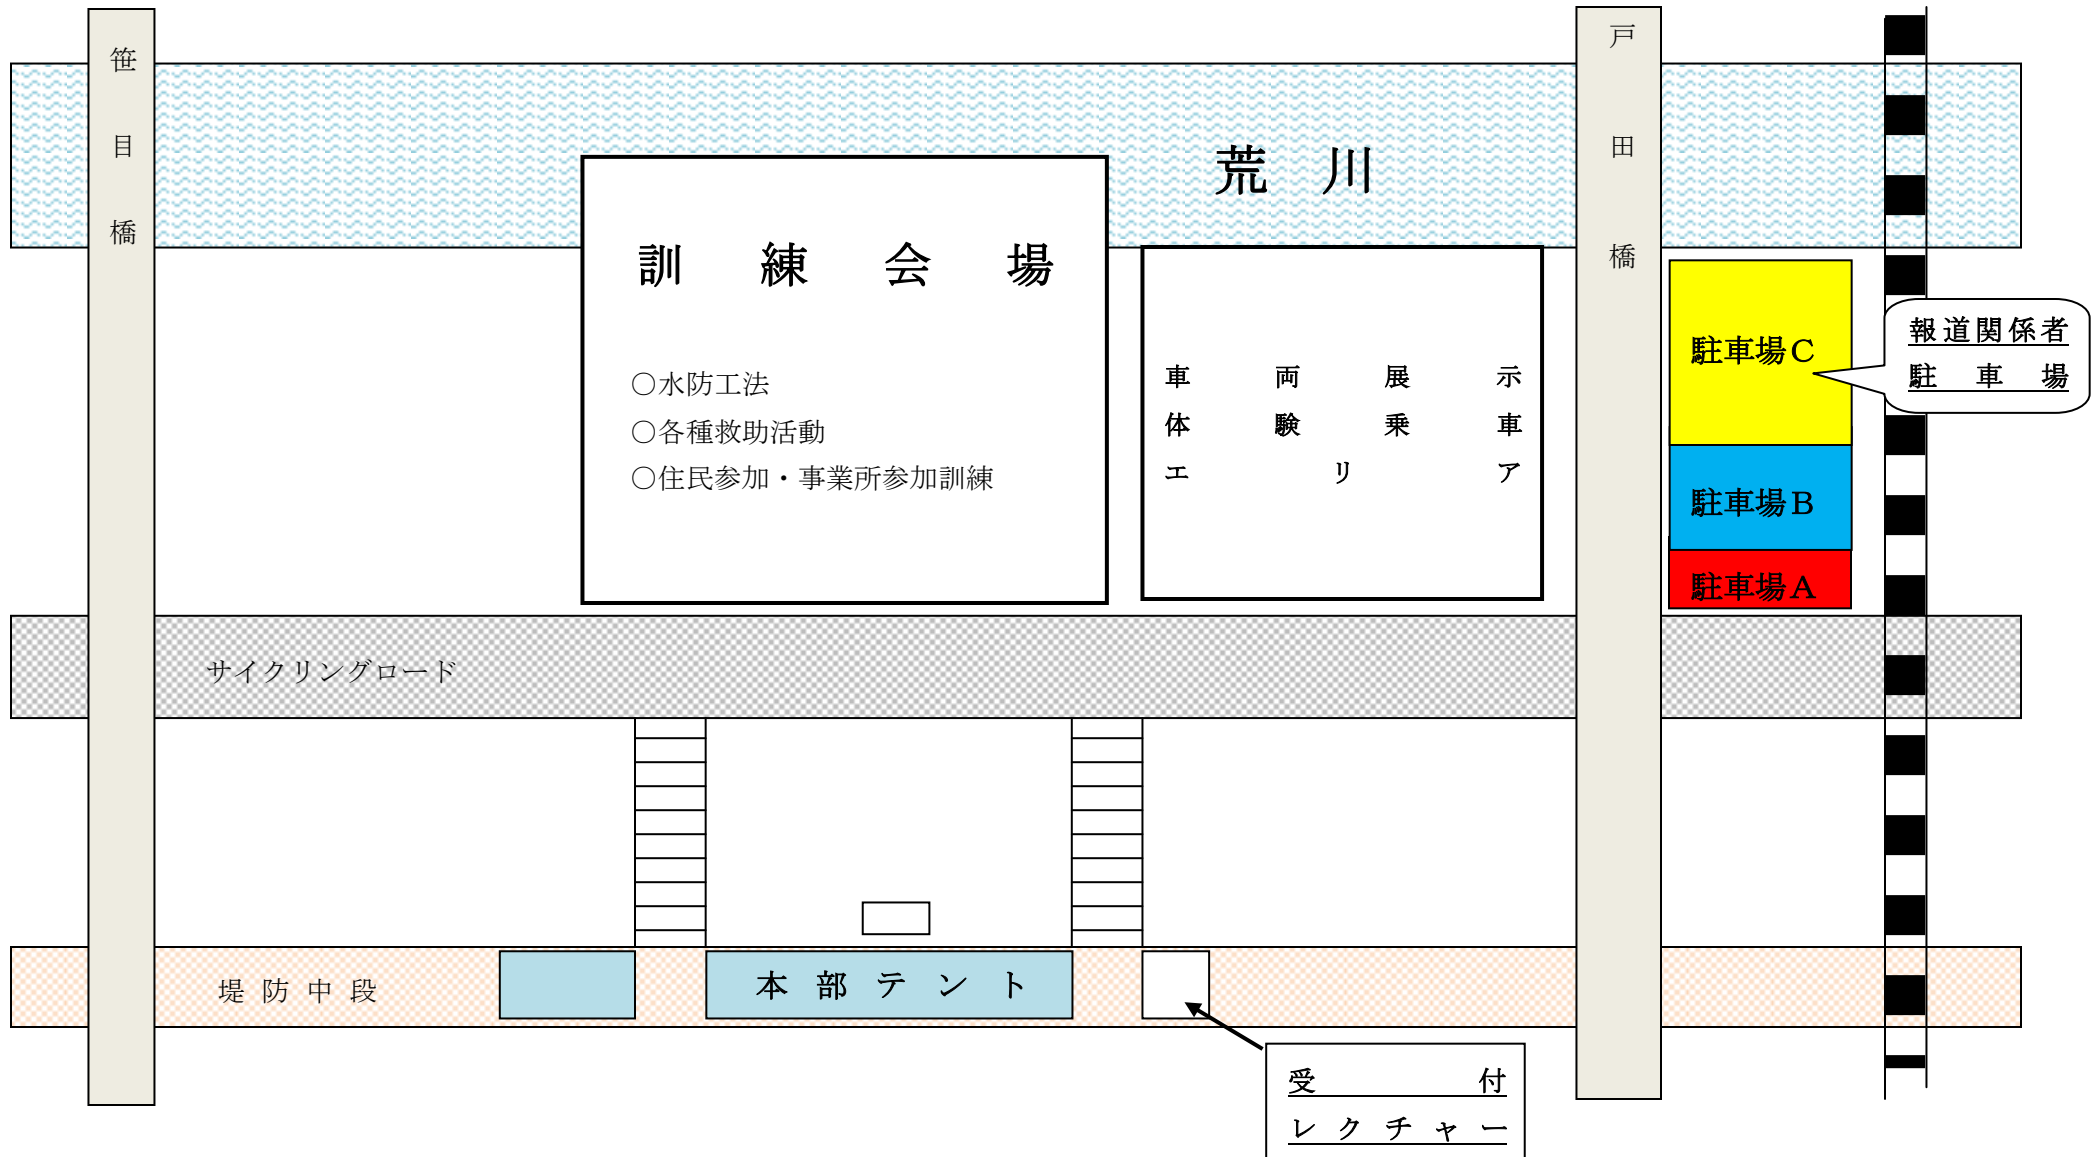 笹目橋
戸田橋
荒川
訓練会場
○水防工法
○各種救助活動
○住民参加・事業所参加訓練
車両展示
体験乗車
エリア
駐車場C
報道関係者
駐車場
駐車場B
駐車場A
サイクリングロード
堤防中段
本部テント
受付
レクチャー